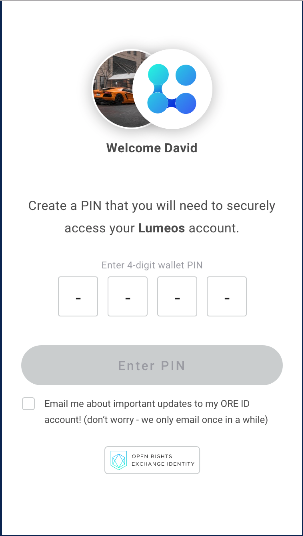 Welcome David
Create a PIN that you will need to securely
access your Lumeos account.
Enter 4-digit wallet PIN
- - - -
Enter PIN
Email me about important updates to my ORE ID
account! (don't worry - we only email once in a while)
OPEN RIGHTS
EXCHANGE IDENTITY